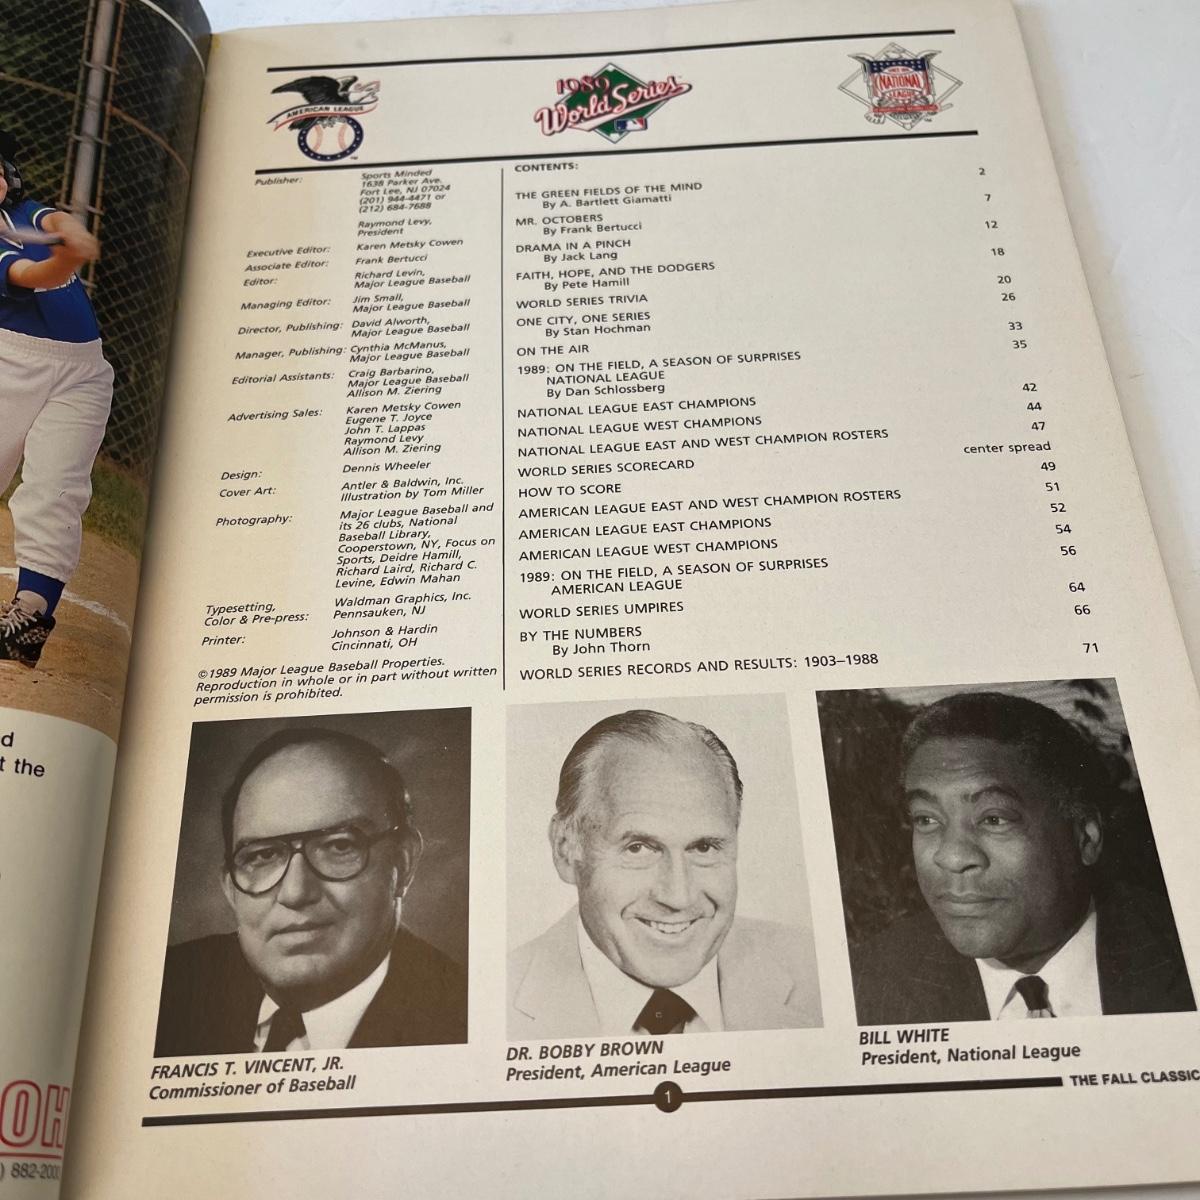 AMERICAN LEAGUE
TM
1989
World Series
NATIONAL
LEAGUE
Publisher:
Sports Minded
1638 Parker Ave.
Fort Lee, NJ 07024
(201) 944-4471 or
(212) 684-7688
Raymond Levy,
President
Executive Editor: Karen Metsky Cowen
Associate Editor: Frank Bertucci
Editor: Richard Levin,
Major League Baseball
Managing Editor: Jim Small,
Major League Baseball
Director, Publishing: David Alworth,
Major League Baseball
Manager, Publishing: Cynthia McManus,
Major League Baseball
Editorial Assistants: Craig Barbarino,
Major League Baseball
Allison M. Ziering
Advertising Sales: Karen Metsky Cowen
Eugene T. Joyce
John T. Lappas
Raymond Levy
Allison M. Ziering
Design: Dennis Wheeler
Cover Art: Antler & Baldwin, Inc.
Illustration by Tom Miller
Photography: Major League Baseball and
its 26 clubs, National
Baseball Library,
Cooperstown, NY, Focus on
Sports, Deidre Hamill,
Richard Laird, Richard C.
Levine, Edwin Mahan
Typesetting,
Color & Pre-press: Waldman Graphics, Inc.
Pennsauken, NJ
Printer: Johnson & Hardin
Cincinnati, OH
©1989 Major League Baseball Properties.
Reproduction in whole or in part without written
permission is prohibited.
CONTENTS:
THE GREEN FIELDS OF THE MIND 2
By A. Bartlett Giamatti
MR. OCTOBERS 7
By Frank Bertucci
DRAMA IN A PINCH 12
By Jack Lang
FAITH, HOPE, AND THE DODGERS 18
By Pete Hamill
WORLD SERIES TRIVIA 20
ONE CITY, ONE SERIES 26
By Stan Hochman
ON THE AIR 33
1989: ON THE FIELD, A SEASON OF SURPRISES 35
NATIONAL LEAGUE
By Dan Schlossberg
NATIONAL LEAGUE EAST CHAMPIONS 42
NATIONAL LEAGUE WEST CHAMPIONS 44
NATIONAL LEAGUE EAST AND WEST CHAMPION ROSTERS 47
WORLD SERIES SCORECARD center spread
HOW TO SCORE 49
AMERICAN LEAGUE EAST AND WEST CHAMPION ROSTERS 51
AMERICAN LEAGUE EAST CHAMPIONS 52
AMERICAN LEAGUE WEST CHAMPIONS 54
1989: ON THE FIELD, A SEASON OF SURPRISES 56
AMERICAN LEAGUE
WORLD SERIES UMPIRES 64
BY THE NUMBERS 66
By John Thorn
WORLD SERIES RECORDS AND RESULTS: 1903–1988 71
FRANCIS T. VINCENT, JR.
Commissioner of Baseball
DR. BOBBY BROWN
President, American League
BILL WHITE
President, National League
1
THE FALL CLASSIC
d
t the
OH
) 882-2000